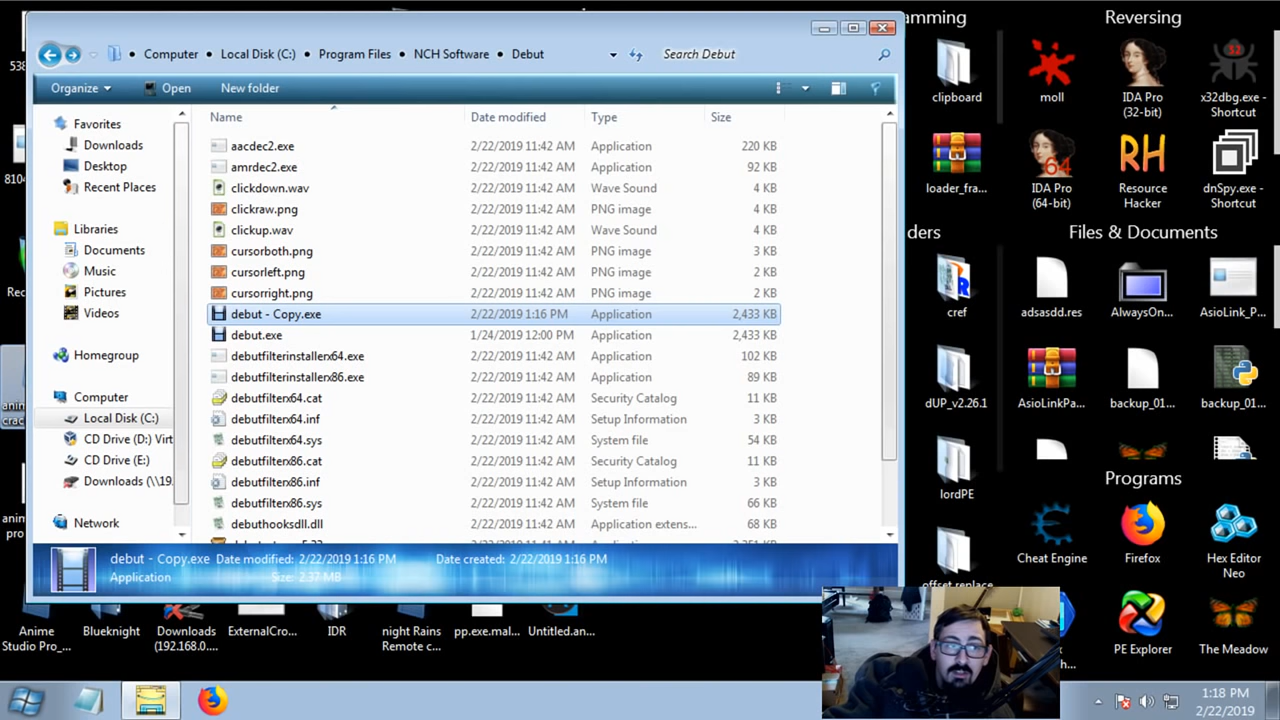 Computer
Local Disk (C:)
Program Files
NCH Software
Debut
Search Debut
Organize
Open
New folder
Favorites
Downloads
Desktop
Recent Places
Libraries
Documents
Music
Pictures
Videos
Homegroup
Computer
Local Disk (C:)
CD Drive (D:) Virt
CD Drive (E:)
Downloads (\\19...
Network
Name Date modified Type Size
aacdec2.exe 2/22/2019 11:42 AM Application 220 KB
amrdec2.exe 2/22/2019 11:42 AM Application 92 KB
clickdown.wav 2/22/2019 11:42 AM Wave Sound 4 KB
clickraw.png 2/22/2019 11:42 AM PNG image 4 KB
clickup.wav 2/22/2019 11:42 AM Wave Sound 4 KB
cursorboth.png 2/22/2019 11:42 AM PNG image 3 KB
cursorleft.png 2/22/2019 11:42 AM PNG image 2 KB
cursorright.png 2/22/2019 11:42 AM PNG image 2 KB
debut - Copy.exe 2/22/2019 1:16 PM Application 2,433 KB
debut.exe 1/24/2019 12:00 PM Application 2,433 KB
debutfilterinstallerx64.exe 2/22/2019 11:42 AM Application 102 KB
debutfilterinstallerx86.exe 2/22/2019 11:42 AM Application 89 KB
debutfilterx64.cat 2/22/2019 11:42 AM Security Catalog 11 KB
debutfilterx64.inf 2/22/2019 11:42 AM Setup Information 3 KB
debutfilterx64.sys 2/22/2019 11:42 AM System file 54 KB
debutfilterx86.cat 2/22/2019 11:42 AM Security Catalog 11 KB
debutfilterx86.inf 2/22/2019 11:42 AM Setup Information 3 KB
debutfilterx86.sys 2/22/2019 11:42 AM System file 66 KB
debuthooksdll.dll 2/22/2019 11:42 AM Application extens... 68 KB
debut - Copy.exe Date modified: 2/22/2019 1:16 PM Date created: 2/22/2019 1:16 PM
Application Size: 2.37 MB
amming
Reversing
clipboard
moll
IDA Pro
(32-bit)
x32dbg.exe -
Shortcut
32
loader_fra...
64
IDA Pro
(64-bit)
RH
Resource
Hacker
dnSpy.exe -
Shortcut
ders
Files & Documents
cref
adsasdd.res
AlwaysOn...
AsioLink_P...
dUP_v2.26.1
AsioLinkPa...
backup_01...
backup_01...
Programs
lordPE
Cheat Engine
Firefox
Hex Editor
Neo
offset replace
PE Explorer
The Meadow
538
8104
Rec
anim
crac
anim
pro
Anime
Studio Pro_...
Blueknight
Downloads
(192.168.0....
ExternalCro...
IDR
night Rains
Remote c...
pp.exe.mal...
Untitled.an...
1:18 PM
2/22/2019